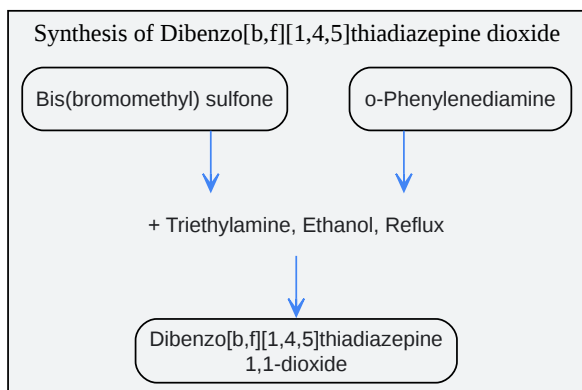 Synthesis of Dibenzo[b,f][1,4,5]thiadiazepine dioxide
Bis(bromomethyl) sulfone
o-Phenylenediamine
+ Triethylamine, Ethanol, Reflux
Dibenzo[b,f][1,4,5]thiadiazepine
1,1-dioxide